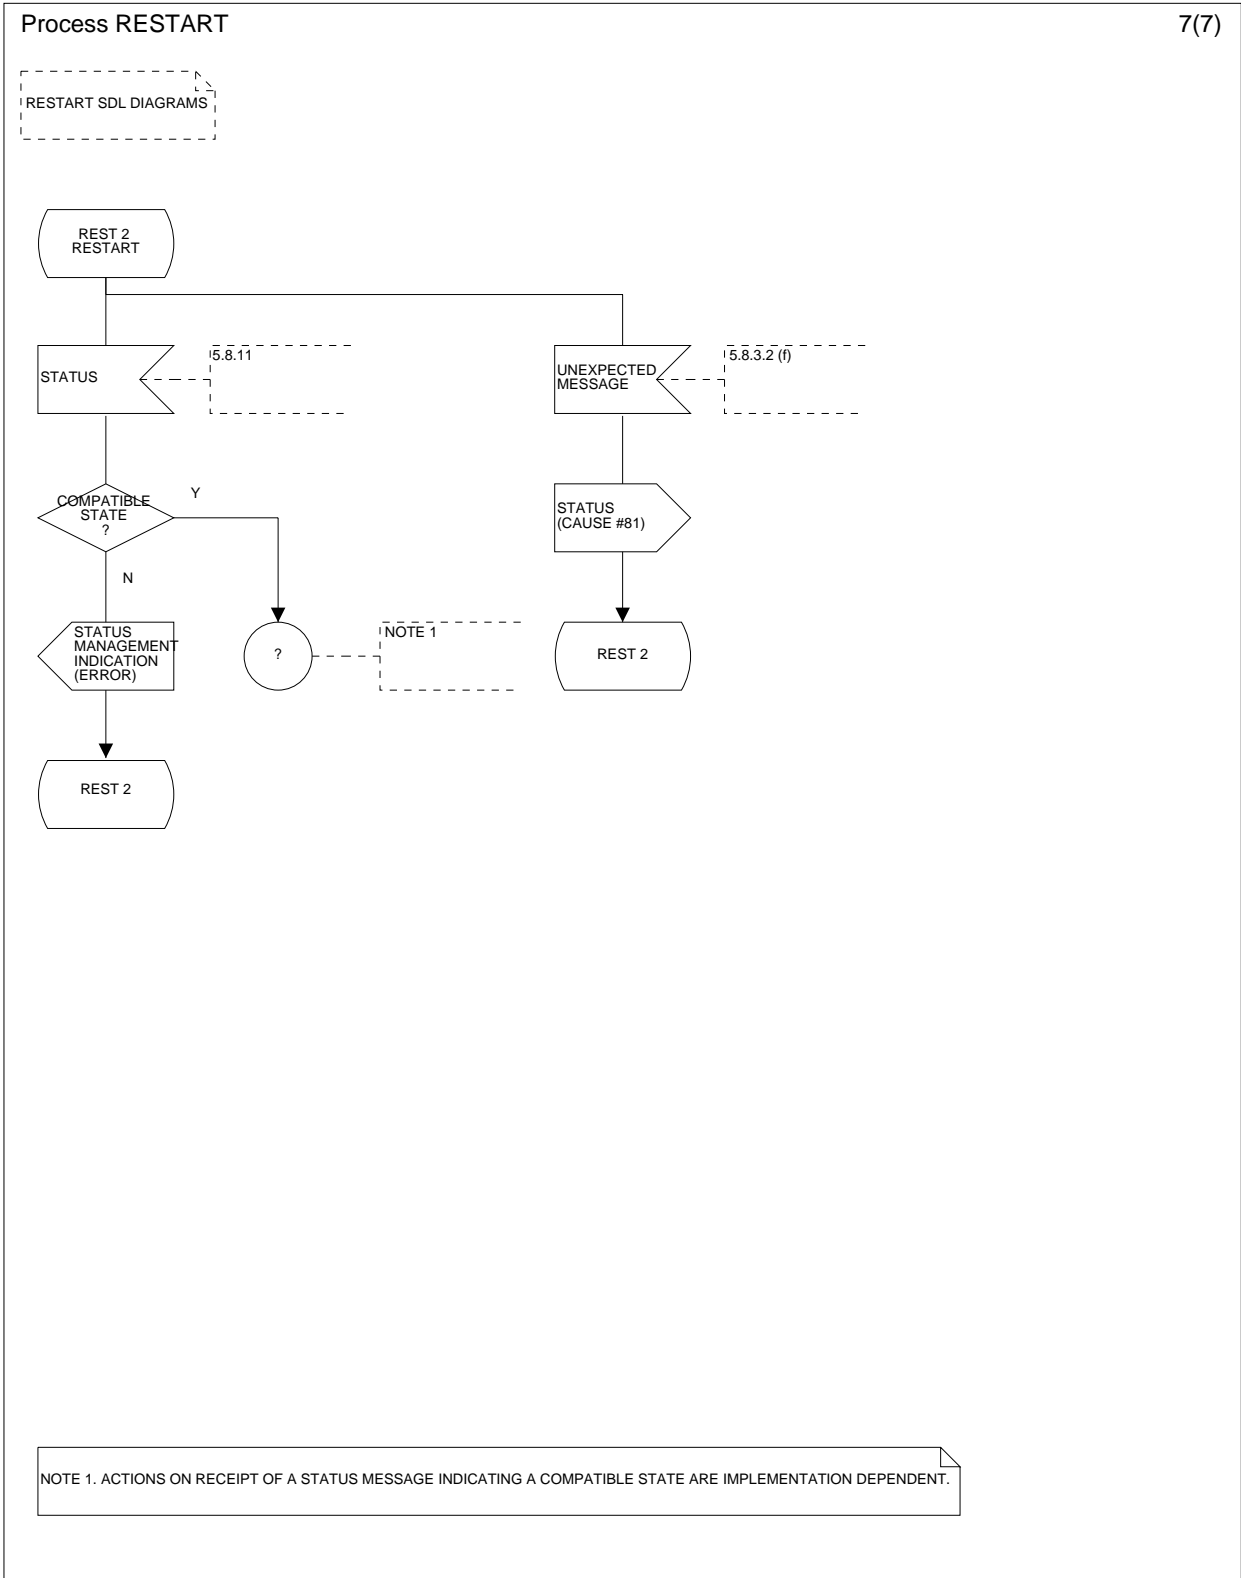 Process RESTART
7(7)
RESTART SDL DIAGRAMS
REST 2
RESTART
STATUS
5.8.11
UNEXPECTED
MESSAGE
5.8.3.2 (f)
COMPATIBLE
STATE
?
Y
N
STATUS
(CAUSE #81)
STATUS
MANAGEMENT
INDICATION
(ERROR)
?
NOTE 1
REST 2
REST 2
NOTE 1. ACTIONS ON RECEIPT OF A STATUS MESSAGE INDICATING A COMPATIBLE STATE ARE IMPLEMENTATION DEPENDENT.